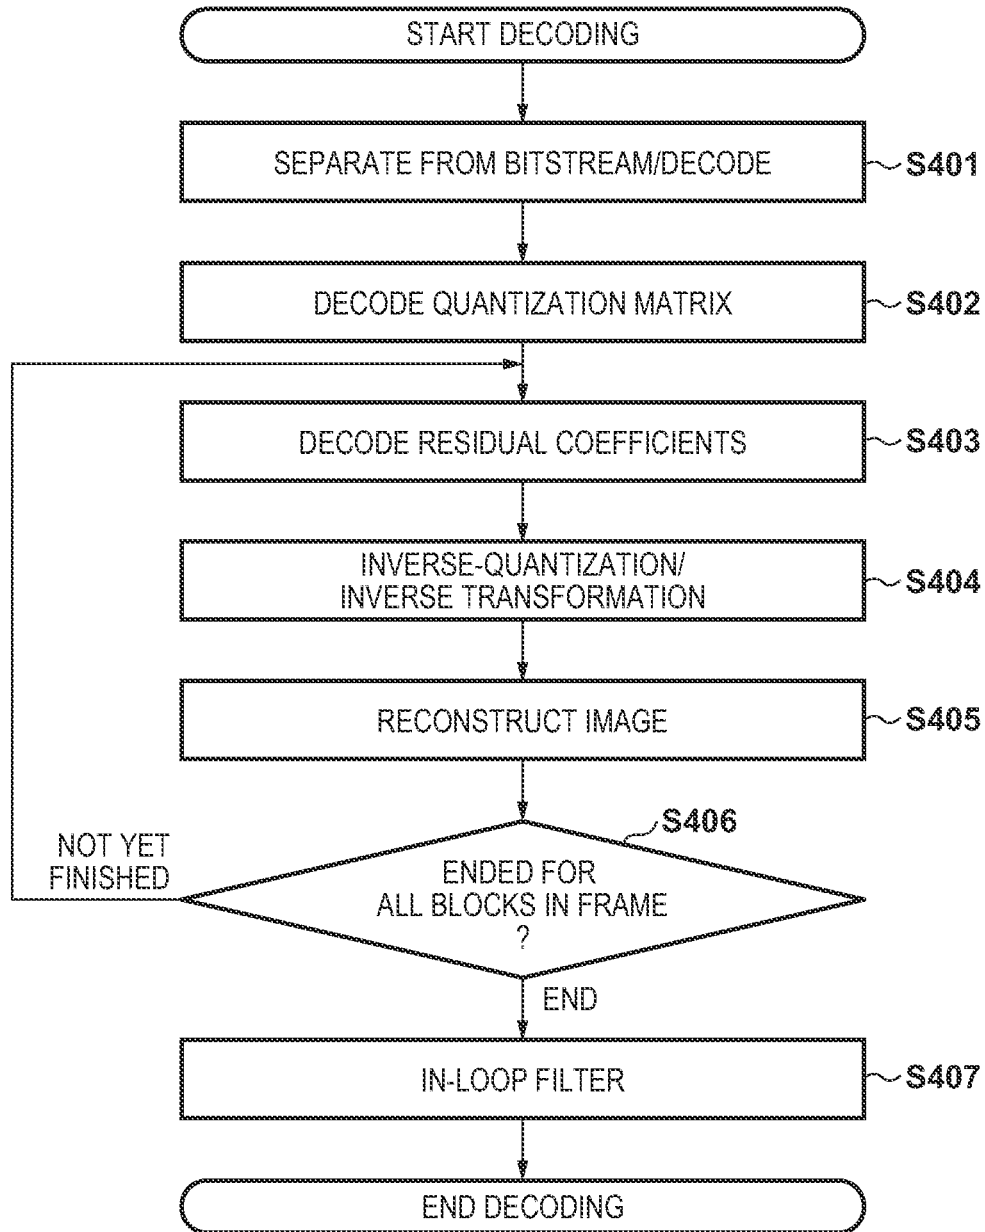 START DECODING
SEPARATE FROM BITSTREAM/DECODE
S401
DECODE QUANTIZATION MATRIX
S402
DECODE RESIDUAL COEFFICIENTS
S403
INVERSE-QUANTIZATION/
INVERSE TRANSFORMATION
S404
RECONSTRUCT IMAGE
S405
S406
NOT YET
FINISHED
ENDED FOR
ALL BLOCKS IN FRAME
?
END
IN-LOOP FILTER
S407
END DECODING